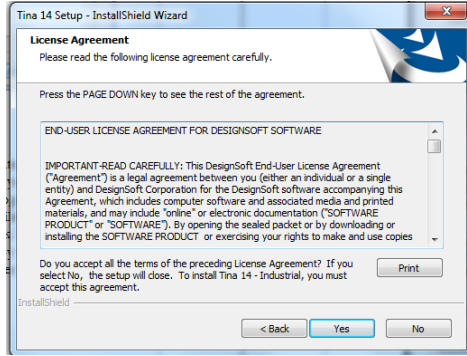 Tina 14 Setup - InstallShield Wizard
License Agreement
Please read the following license agreement carefully.
Press the PAGE DOWN key to see the rest of the agreement.
END-USER LICENSE AGREEMENT FOR DESIGNSOFT SOFTWARE
IMPORTANT-READ CAREFULLY: This DesignSoft End-User License Agreement
("Agreement") is a legal agreement between you (either an individual or a single
entity) and DesignSoft Corporation for the DesignSoft software accompanying this
Agreement, which includes computer software and associated media and printed
materials, and may include "online" or electronic documentation ("SOFTWARE
PRODUCT" or "SOFTWARE"). By opening the sealed packet or by downloading or
installing the SOFTWARE PRODUCT or exercising your rights to make and use copies
Do you accept all the terms of the preceding License Agreement? If you
select No, the setup will close. To install Tina 14 - Industrial, you must
accept this agreement.
Print
InstallShield
< Back
Yes
No